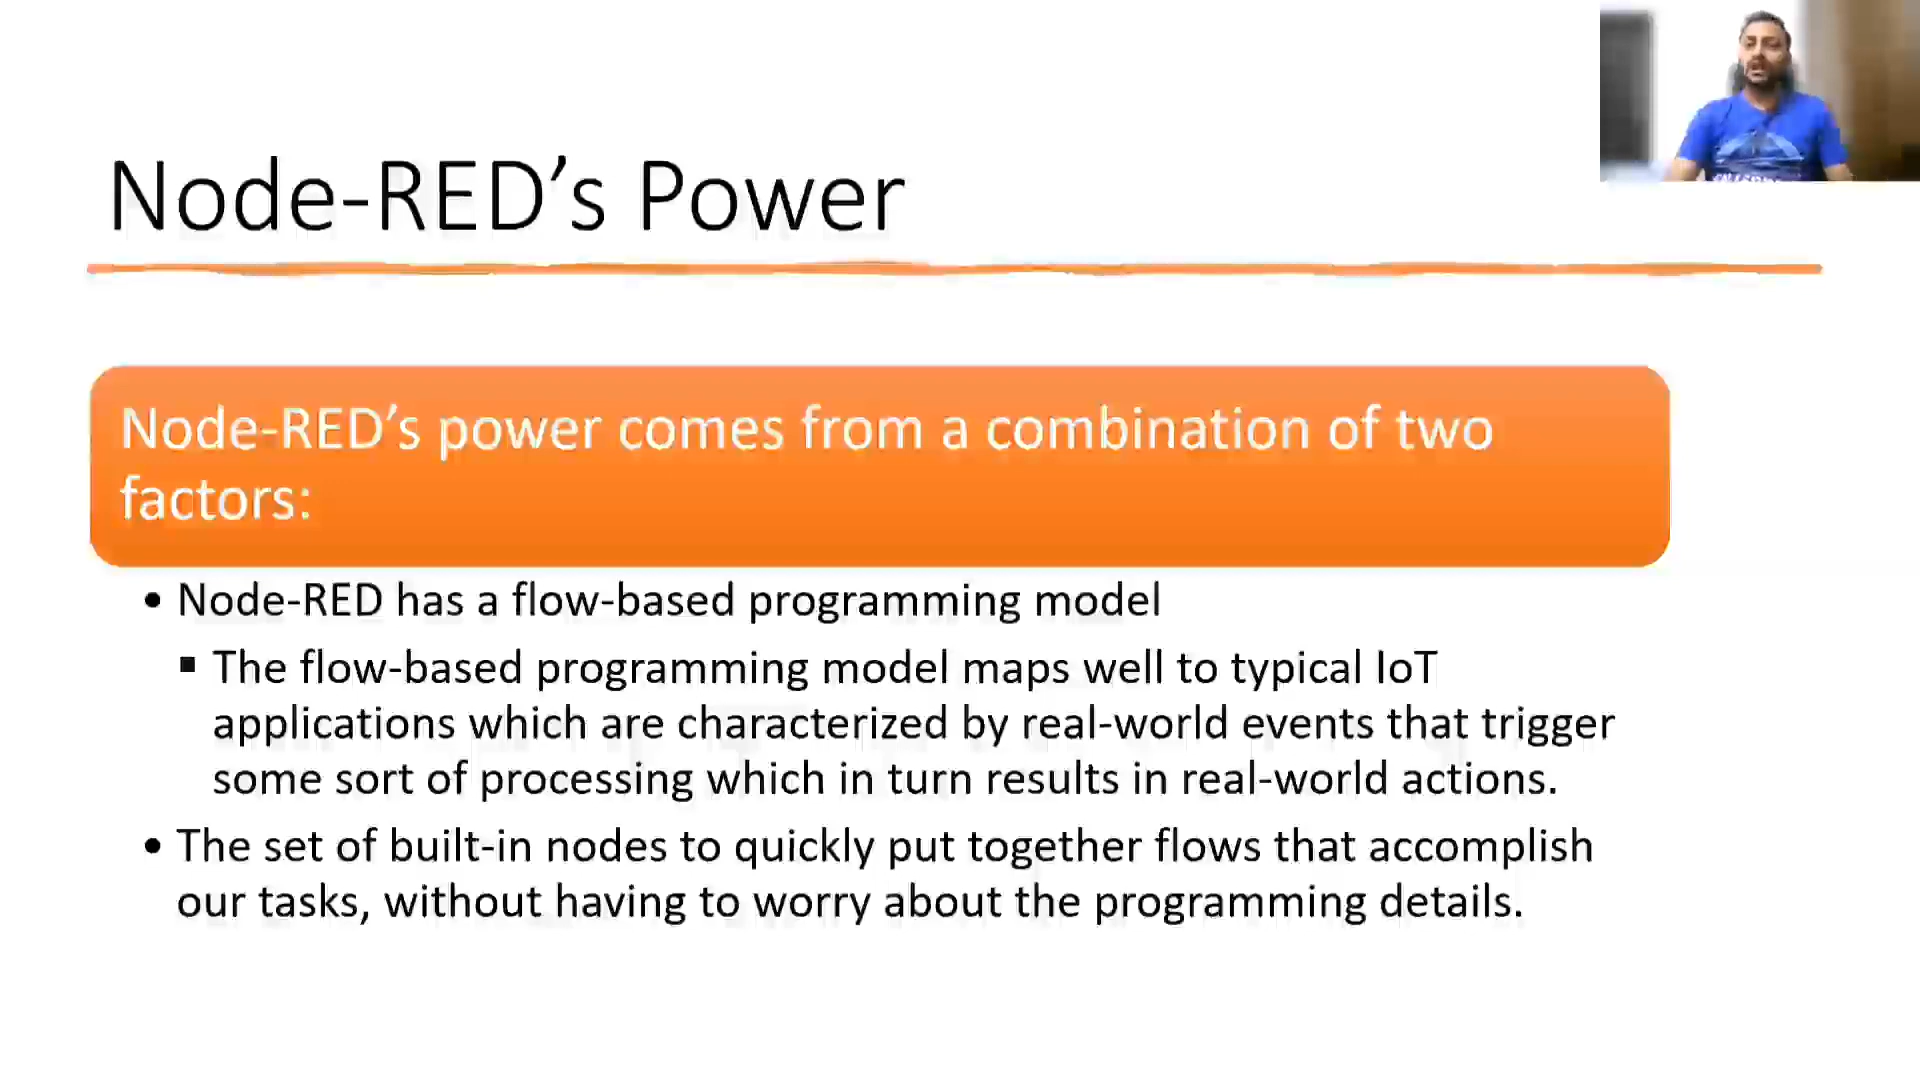 Node-RED’s Power
Node-RED’s power comes from a combination of two
factors:
• Node-RED has a flow-based programming model
▪ The flow-based programming model maps well to typical IoT
applications which are characterized by real-world events that trigger
some sort of processing which in turn results in real-world actions.
• The set of built-in nodes to quickly put together flows that accomplish
our tasks, without having to worry about the programming details.